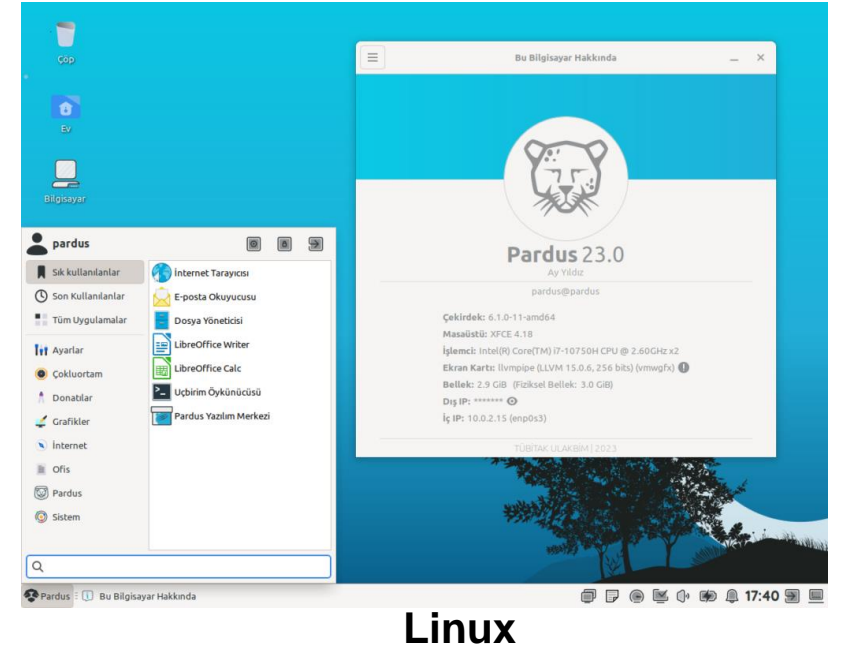 Çöp
Ev
Bilgisayar
pardus
Sık kullanılanlar
Son Kullanılanlar
Tüm Uygulamalar
Ayarlar
Çokluortam
Donatılar
Grafikler
İnternet
Ofis
Pardus
Sistem
İnternet Tarayıcısı
E-posta Okuyucusu
Dosya Yöneticisi
LibreOffice Writer
LibreOffice Calc
Uçbirim Öykünücüsü
Pardus Yazılım Merkezi
Bu Bilgisayar Hakkında
Pardus 23.0
Ay Yıldız
pardus@pardus
Çekirdek: 6.1.0-11-amd64
Masaüstü: XFCE 4.18
İşlemci: Intel(R) Core(TM) i7-10750H CPU @ 2.60GHz x2
Ekran Kartı: llvmpipe (LLVM 15.0.6, 256 bits) (vmwgfx)
Bellek: 2.9 GiB (Fiziksel Bellek: 3.0 GiB)
Dış IP: *******
İç IP: 10.0.2.15 (enp0s3)
TÜBİTAK ULAKBİM | 2023
Pardus
Bu Bilgisayar Hakkında
17:40
Linux